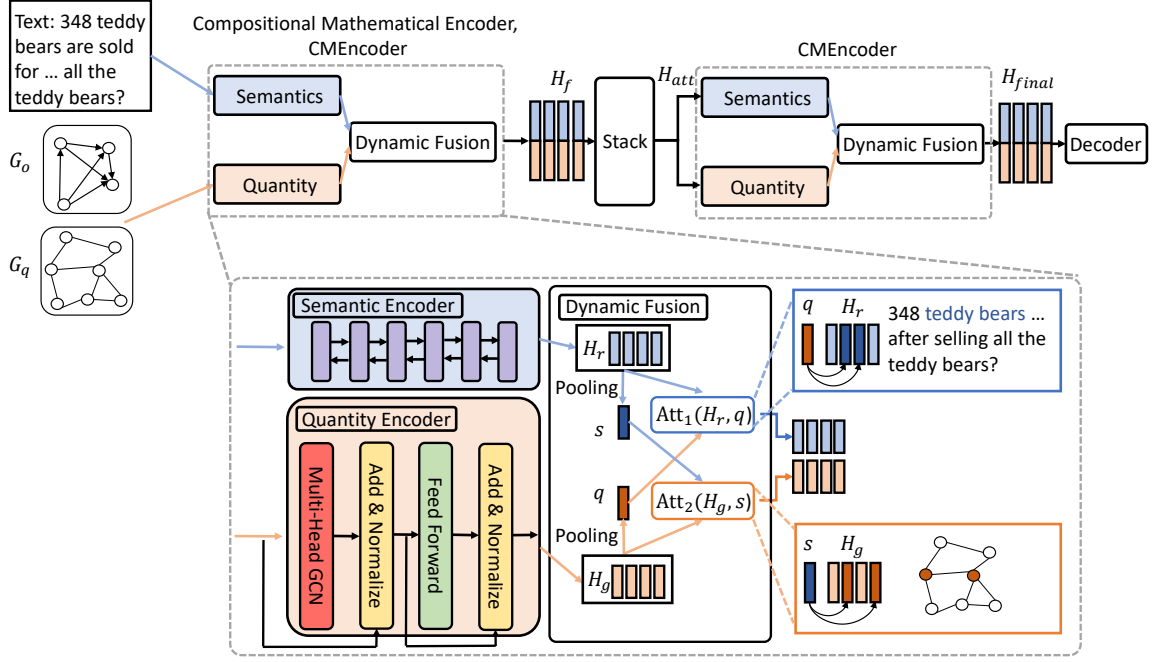 Text: 348 teddy
bears are sold
for ... all the
teddy bears?
Compositional Mathematical Encoder,
CMEncoder
Semantics
Dynamic Fusion
Quantity
G_o
G_q
H_f
Stack
H_att
CMEncoder
Semantics
Dynamic Fusion
Quantity
H_final
Decoder
Semantic Encoder
Quantity Encoder
Multi-Head GCN
Add & Normalize
Feed Forward
Add & Normalize
Dynamic Fusion
H_r
Pooling
s
Att_1(H_r, q)
q
Att_2(H_g, s)
Pooling
H_g
q H_r
348 teddy bears ...
after selling all the
teddy bears?
s H_g